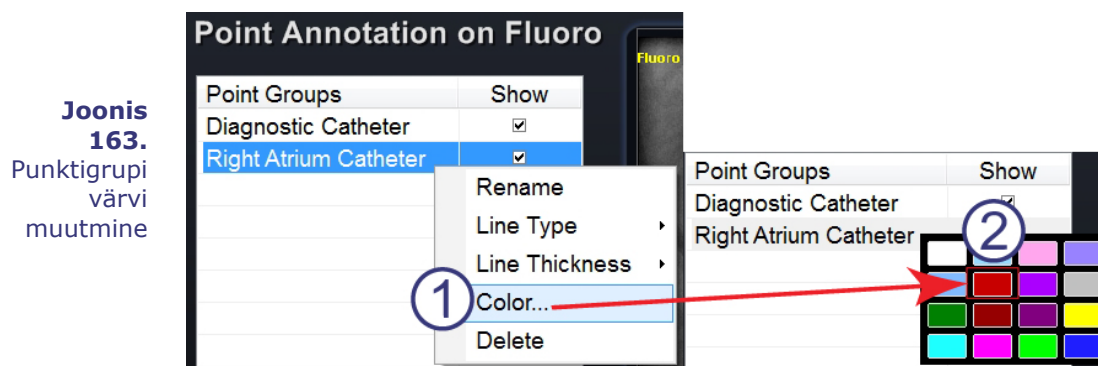 Joonis
163.
Punktigrupi
värvi
muutmine
Point Annotation on Fluoro
Fluoro
Point Groups Show
Diagnostic Catheter
Right Atrium Catheter
Rename
Line Type
Line Thickness
1
Color...
Delete
Point Groups Show
Diagnostic Catheter
Right Atrium Catheter
2